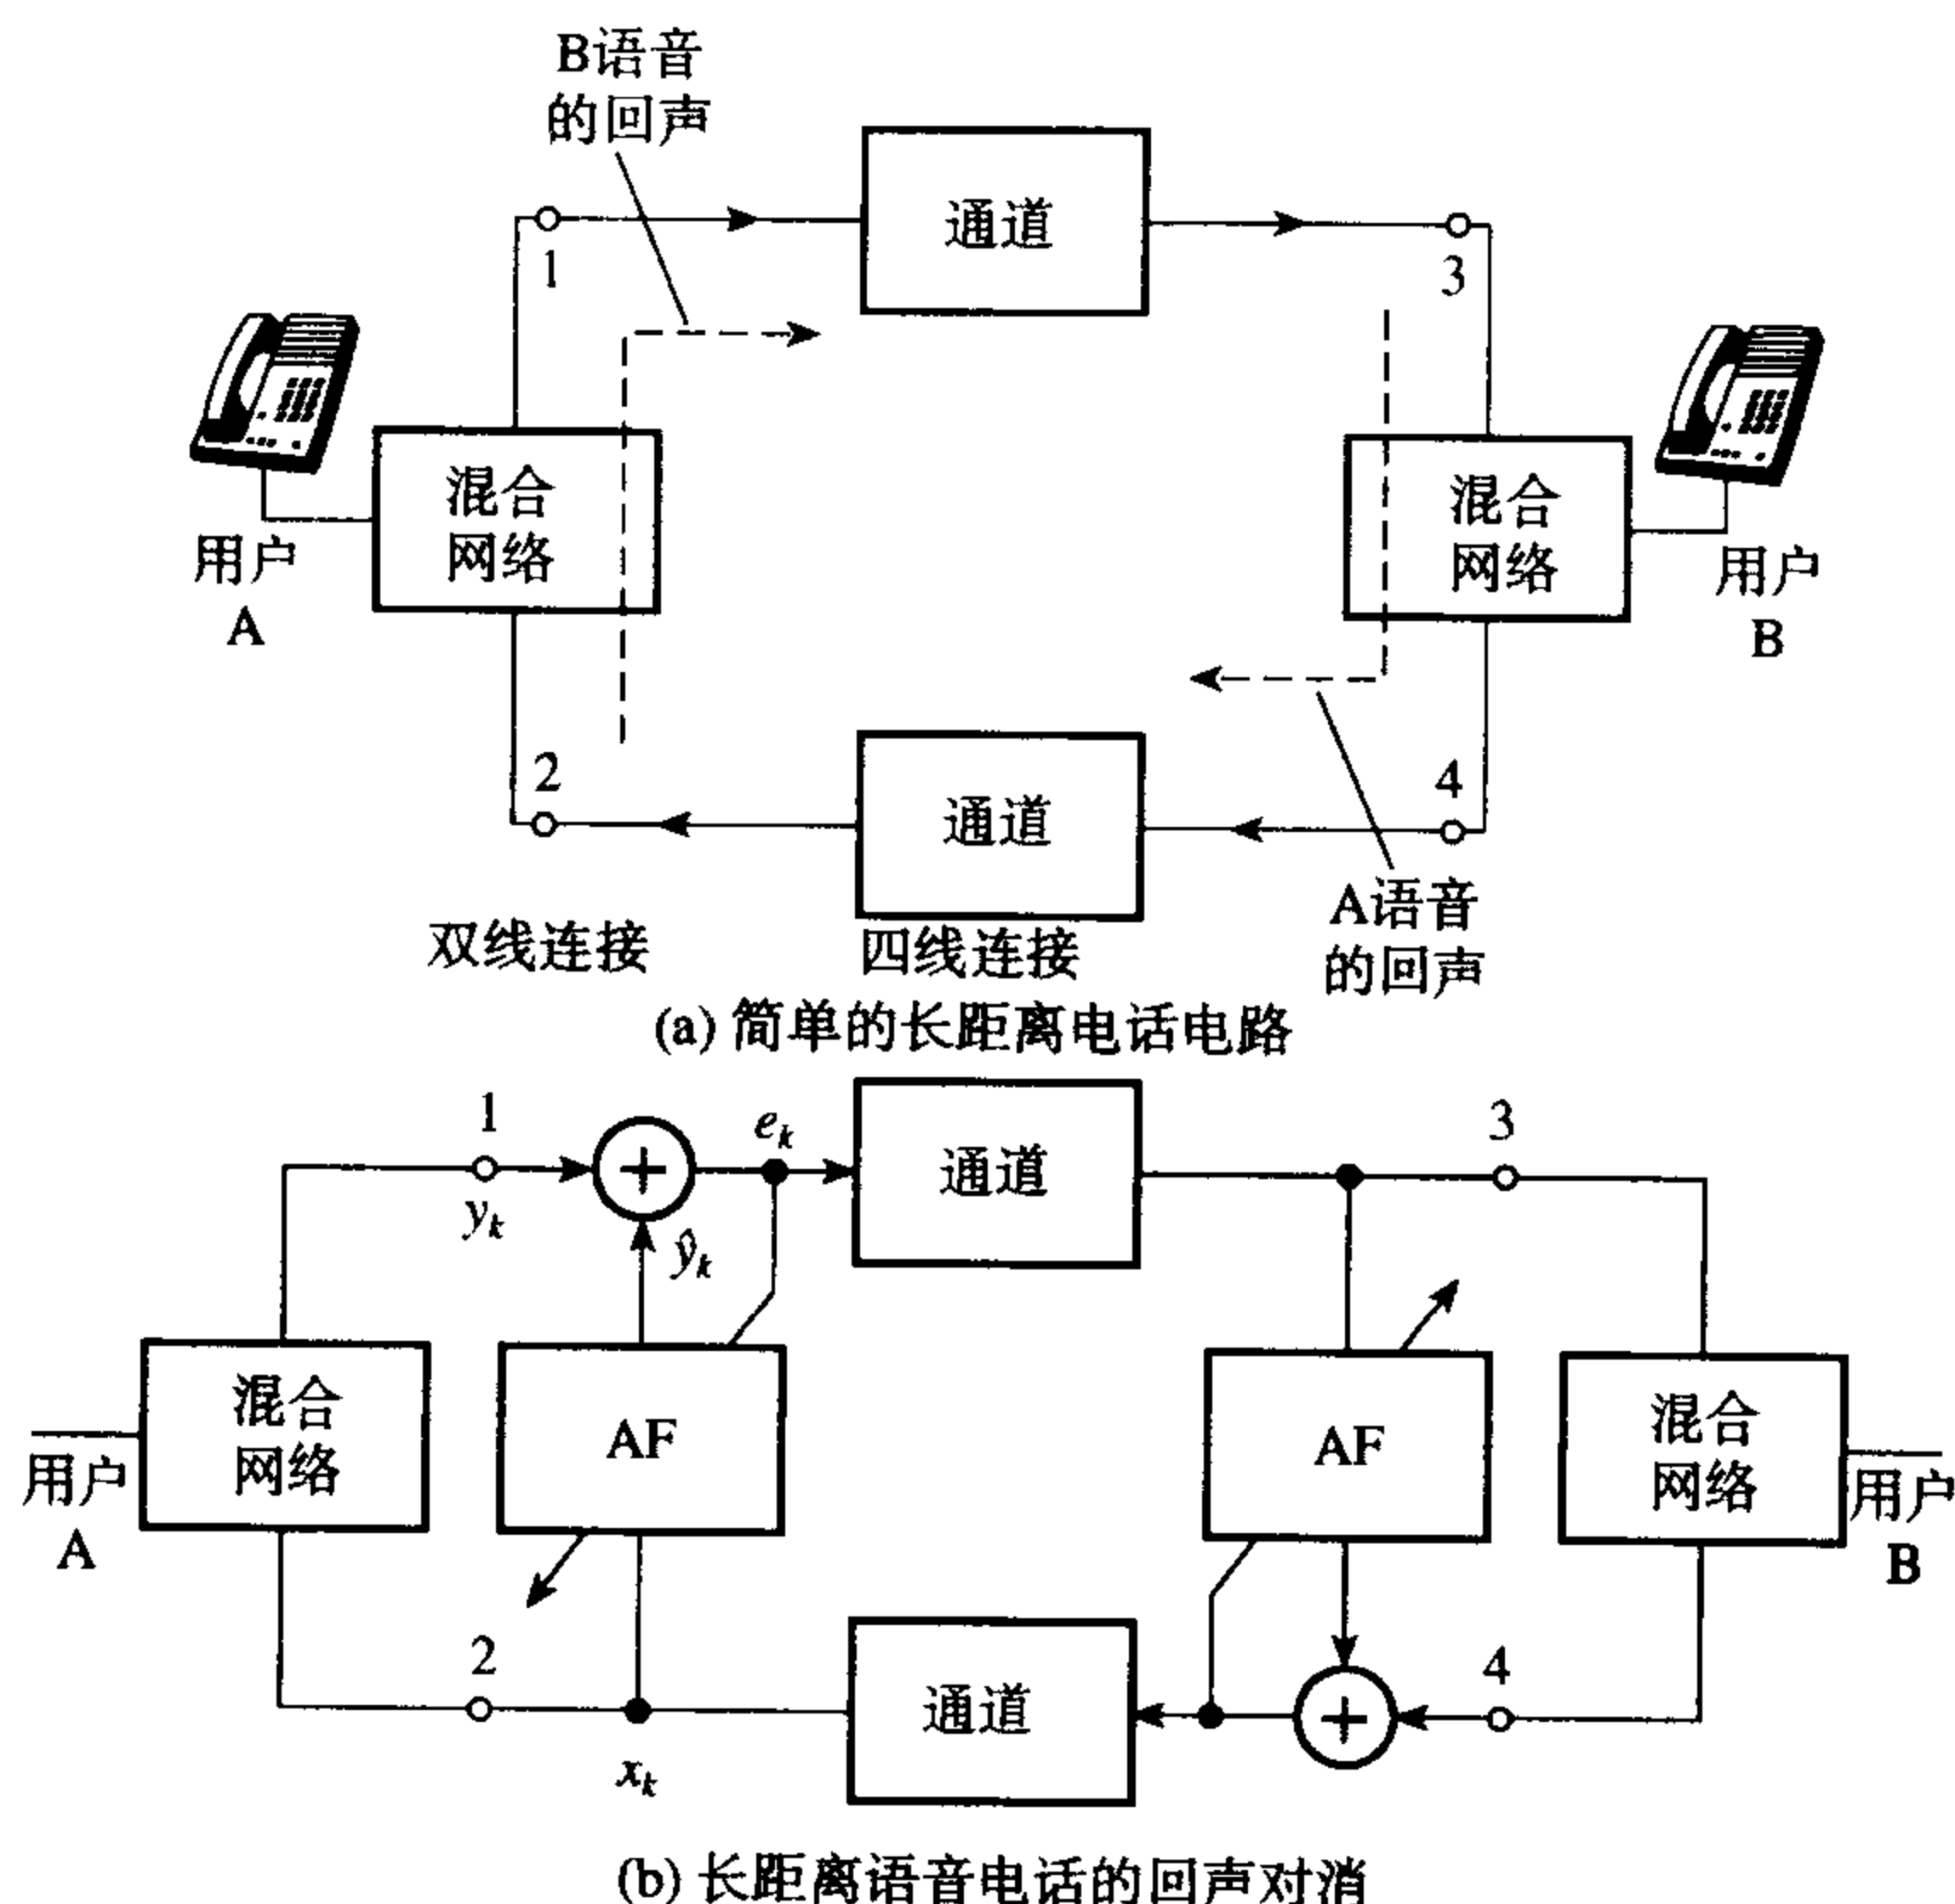 B语音
的回声
通道
1
3
混合
网络
混合
网络
用户
A
用户
B
2
通道
4
A语音
的回声
双线连接
四线连接
(a) 简单的长距离电话电路
1
+
e_k
通道
3
y_k
ŷ_k
混合
网络
AF
AF
混合
网络
用户
A
用户
B
2
通道
4
+
x_k
(b) 长距离语音电话的回声对消